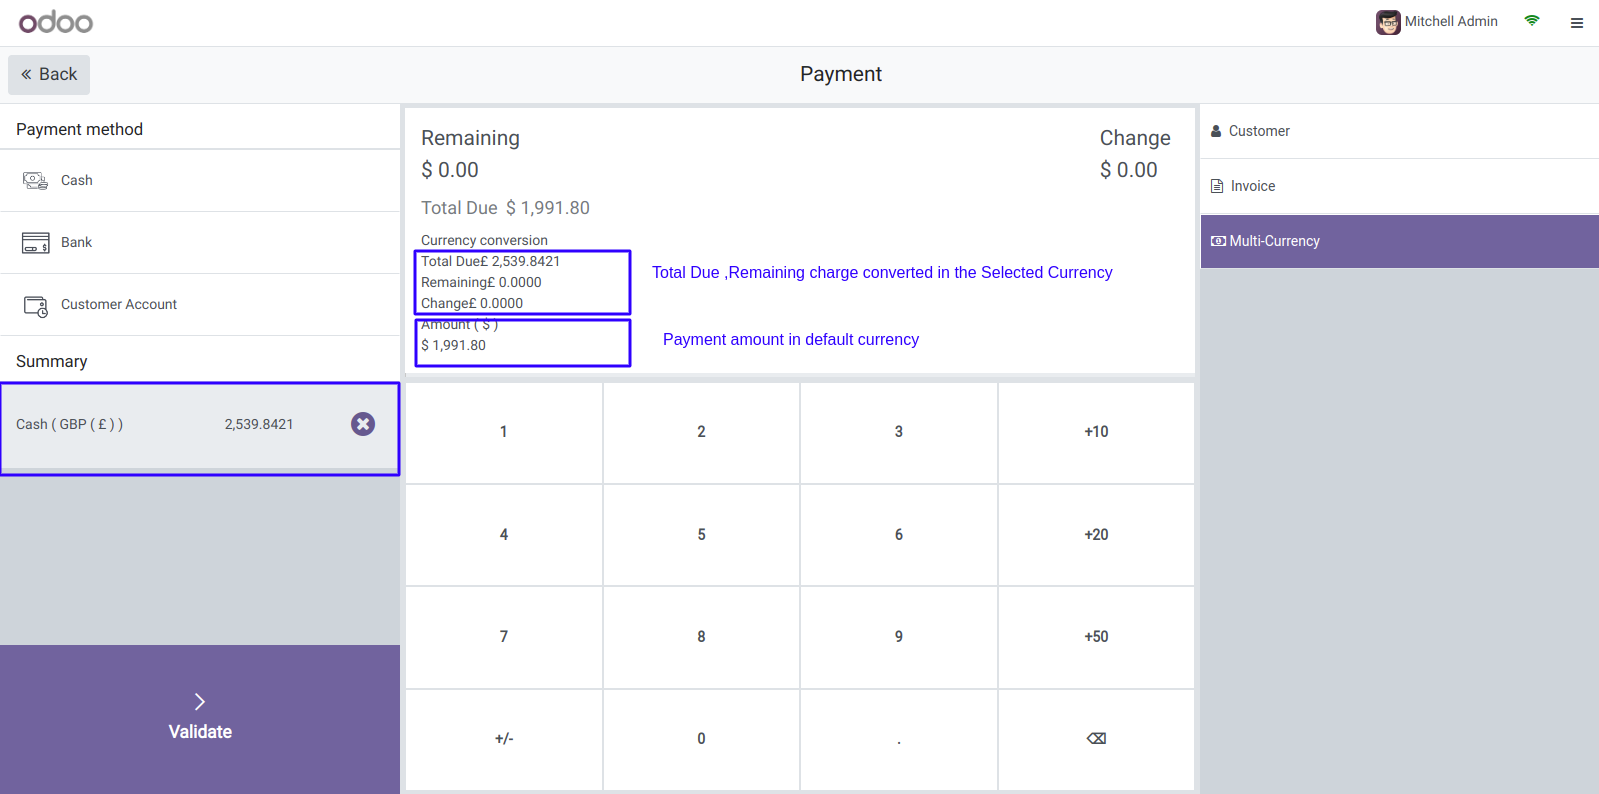 odoo
Mitchell Admin
« Back
Payment
Payment method
Cash
Bank
Customer Account
Summary
Cash ( GBP ( £ ) ) 2,539.8421
Validate
Remaining
$ 0.00
Change
$ 0.00
Total Due $ 1,991.80
Currency conversion
Total Due£ 2,539.8421
Remaining£ 0.0000
Change£ 0.0000
Total Due ,Remaining charge converted in the Selected Currency
Amount ( $ )
$ 1,991.80
Payment amount in default currency
1 2 3 +10
4 5 6 +20
7 8 9 +50
+/- 0 . ⌫
Customer
Invoice
Multi-Currency